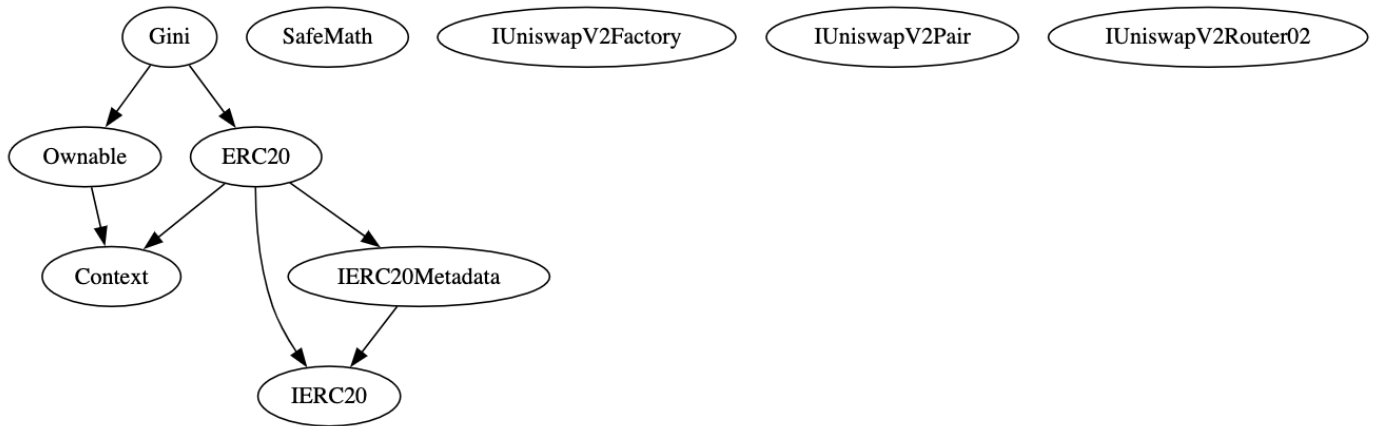 Gini
SafeMath
IUniswapV2Factory
IUniswapV2Pair
IUniswapV2Router02
Ownable
ERC20
Context
IERC20Metadata
IERC20